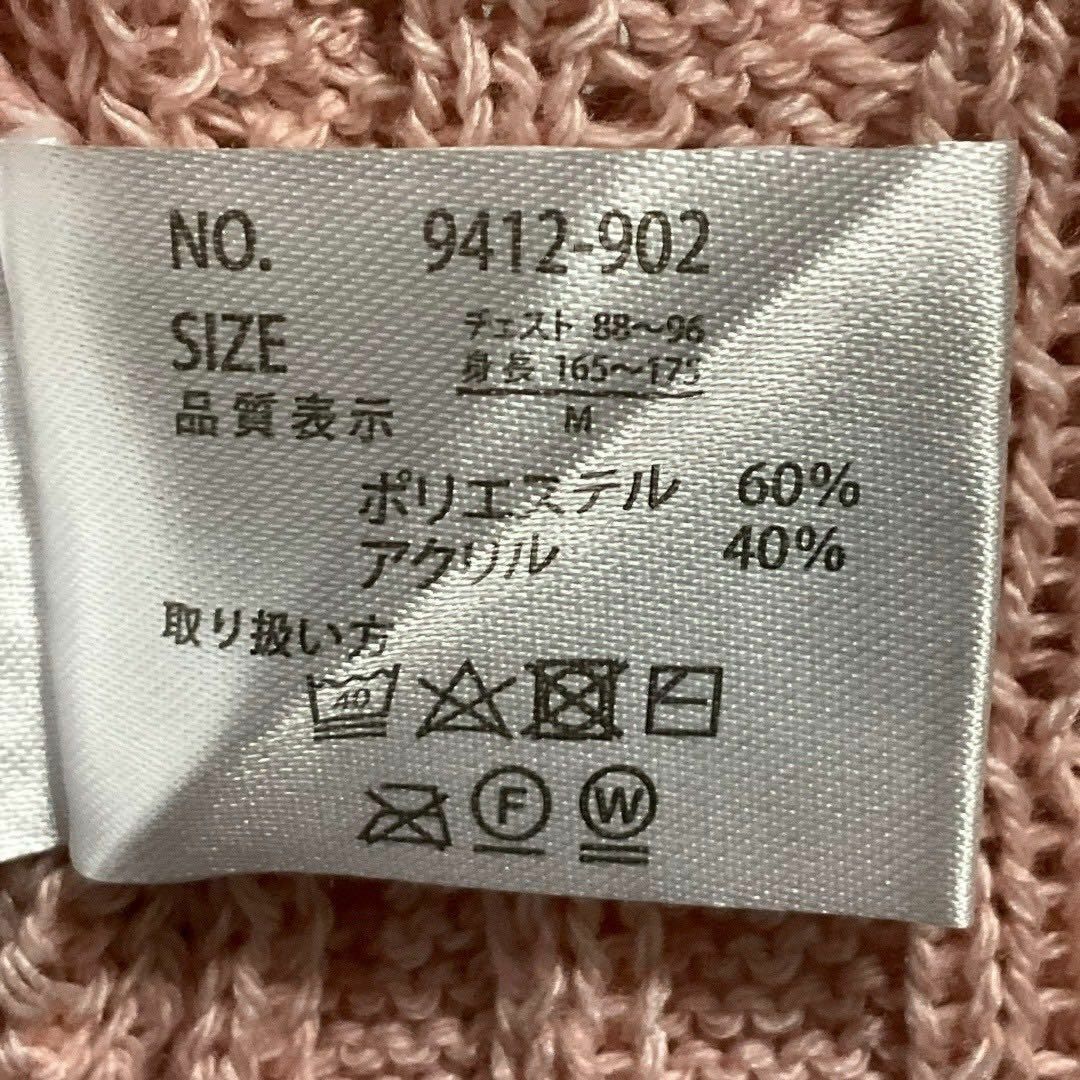 NO. 9412-902
SIZE チェスト 88～96
身長 165～175
M
品質表示
ポリエステル 60%
アクリル 40%
取り扱い方
40
F W